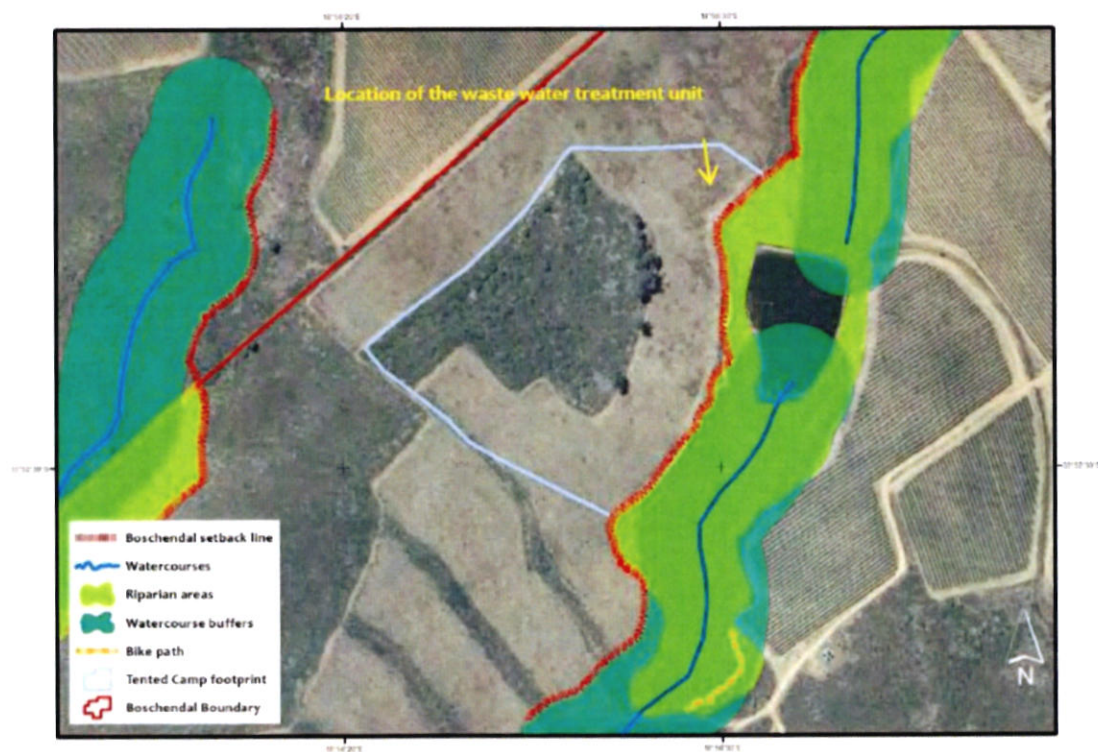 Location of the waste water treatment unit
Boschendal setback line
Watercourses
Riparian areas
Watercourse buffers
Bike path
Tented Camp footprint
Boschendal Boundary
N